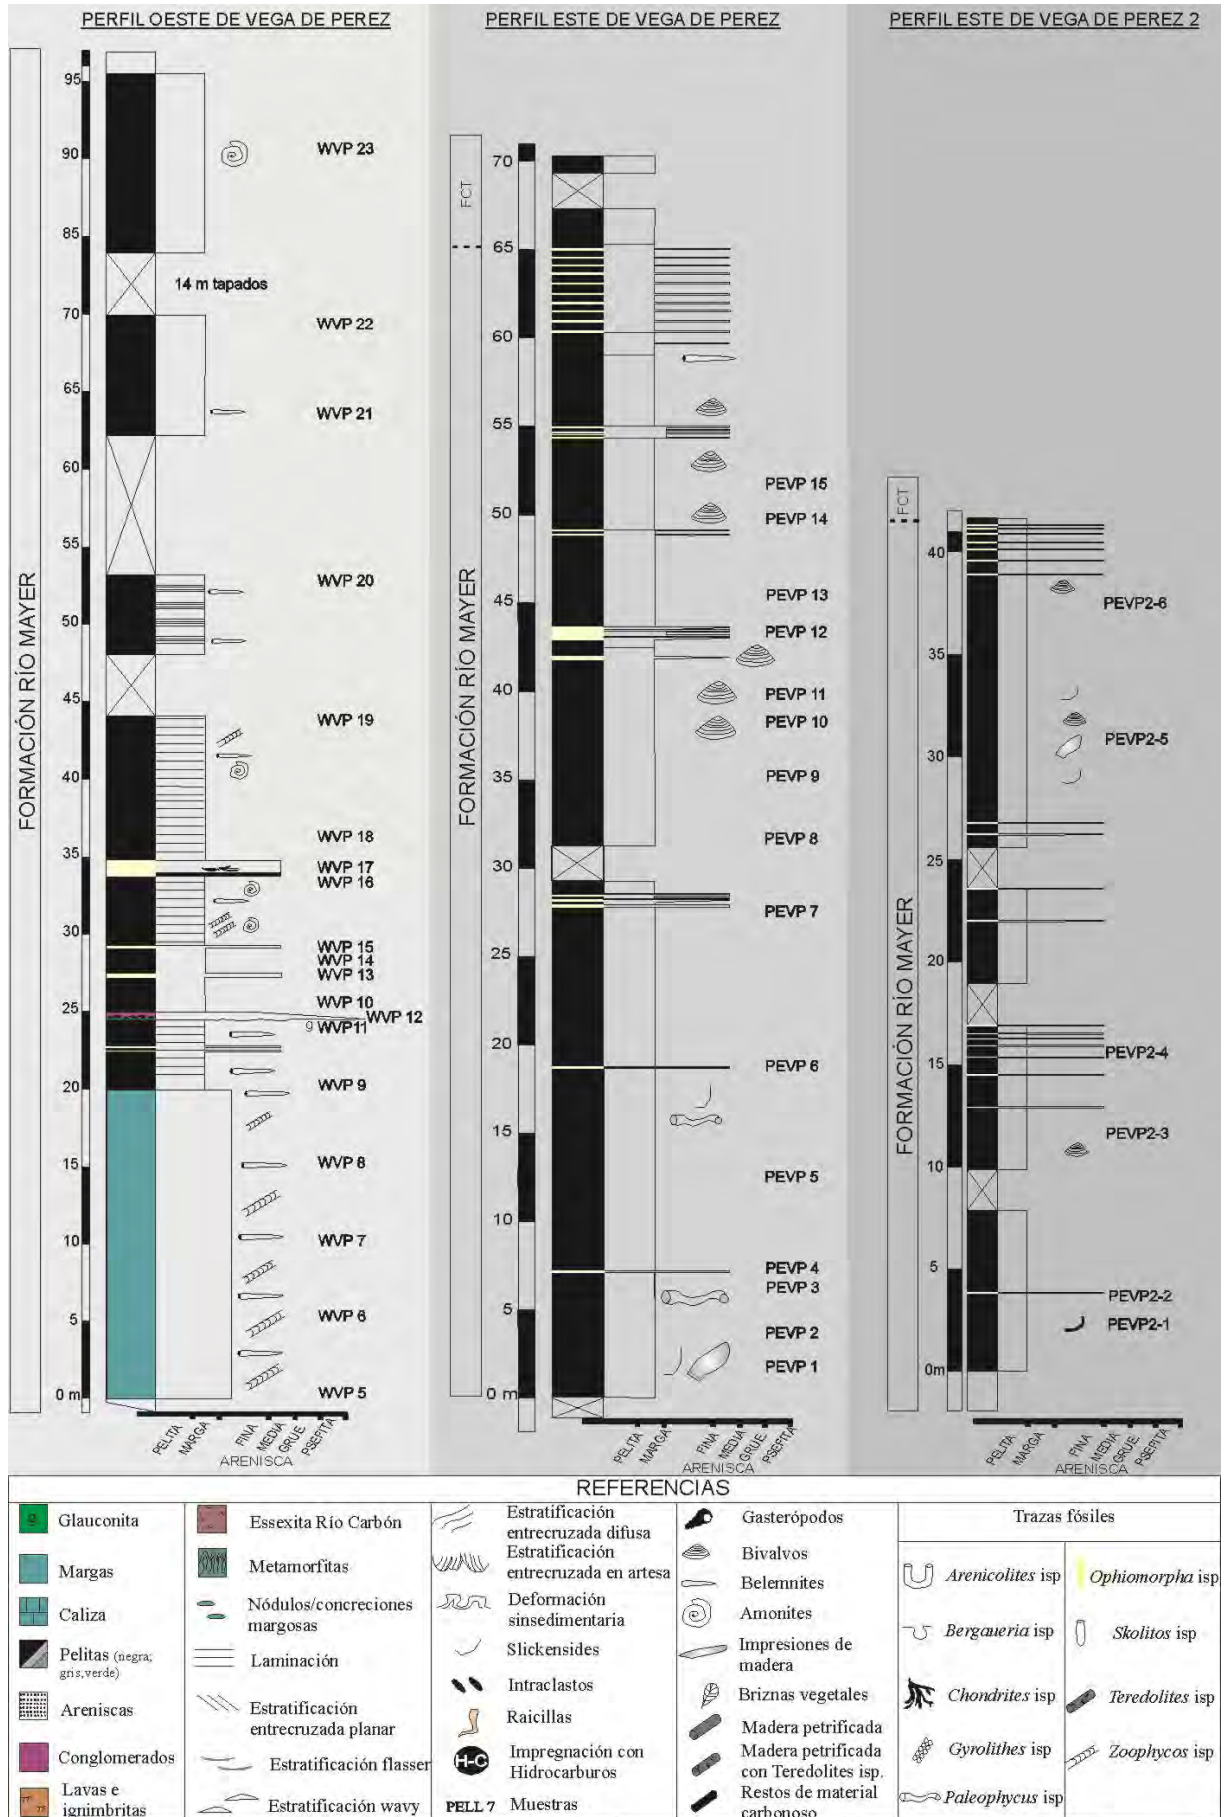 PERFIL OESTE DE VEGA DE PEREZ
PERFIL ESTE DE VEGA DE PEREZ
PERFIL ESTE DE VEGA DE PEREZ 2
FORMACIÓN RÍO MAYER
95
90
85
70
65
60
55
50
45
40
35
30
25
20
15
10
5
0 m
14 m tapados
WVP 23
WVP 22
WVP 21
WVP 20
WVP 19
WVP 18
WVP 17
WVP 16
WVP 15
WVP 14
WVP 13
WVP 10
WVP 12
g WVP11
WVP 9
WVP 8
WVP 7
WVP 6
WVP 5
PELITA
MARGA
FINA
MEDIA
GRUE
PSEFITA
ARENISCA
FCT
FORMACIÓN RÍO MAYER
70
65
60
55
50
45
40
35
30
25
20
15
10
5
0 m
PEVP 15
PEVP 14
PEVP 13
PEVP 12
PEVP 11
PEVP 10
PEVP 9
PEVP 8
PEVP 7
PEVP 6
PEVP 5
PEVP 4
PEVP 3
PEVP 2
PEVP 1
PELITA
MARGA
FINA
MEDIA
GRUE
PSEFITA
ARENISCA
FCT
FORMACIÓN RÍO MAYER
40
35
30
25
20
15
10
5
0m
PEVP2-6
PEVP2-5
PEVP2-4
PEVP2-3
PEVP2-2
PEVP2-1
PELITA
MARGA
FINA
MEDIA
GRUE
PSEFITA
ARENISCA
REFERENCIAS
g Glauconita
Margas
Caliza
Pelitas (negra;
gris,verde)
Areniscas
Conglomerados
Lavas e
ignimbritas
Essexita Río Carbón
Metamorfitas
Nódulos/concreciones
margosas
Laminación
Estratificación
entrecruzada planar
Estratificación flasser
Estratificación wavy
Estratificación
entrecruzada difusa
Estratificación
entrecruzada en artesa
Deformación
sinsedimentaria
Slickensides
Intraclastos
Raicillas
H-C Impregnación con
Hidrocarburos
PELL 7 Muestras
Gasterópodos
Bivalvos
Belemnites
Amonites
Impresiones de
madera
Briznas vegetales
Madera petrificada
Madera petrificada
con Teredolites isp.
Restos de material
carbonoso
Trazas fósiles
Arenicolites isp
Bergaueria isp
Chondrites isp
Gyrolithes isp
Paleophycus isp
Ophiomorpha isp
Skolitos isp
Teredolites isp
Zoophycos isp